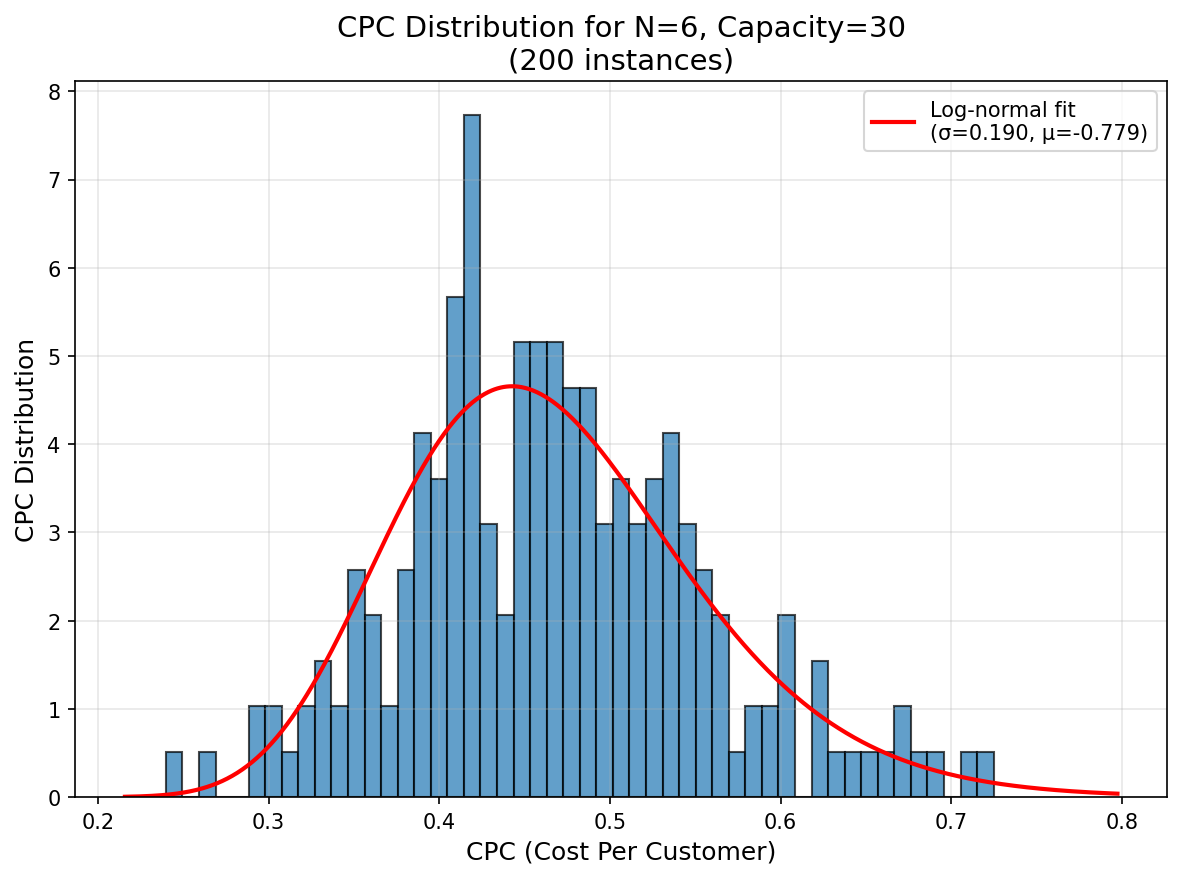 CPC Distribution for N=6, Capacity=30
(200 instances)
Log-normal fit
(σ=0.190, μ=-0.779)
CPC Distribution
8
7
6
5
4
3
2
1
0
0.2 0.3 0.4 0.5 0.6 0.7 0.8
CPC (Cost Per Customer)